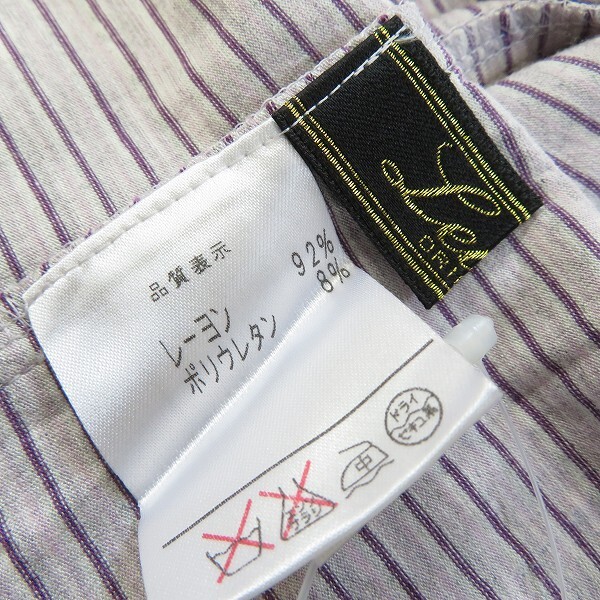 品質表示
レーヨン 92%
ポリウレタン 8%
中
ドライ
セキユ系
ORI